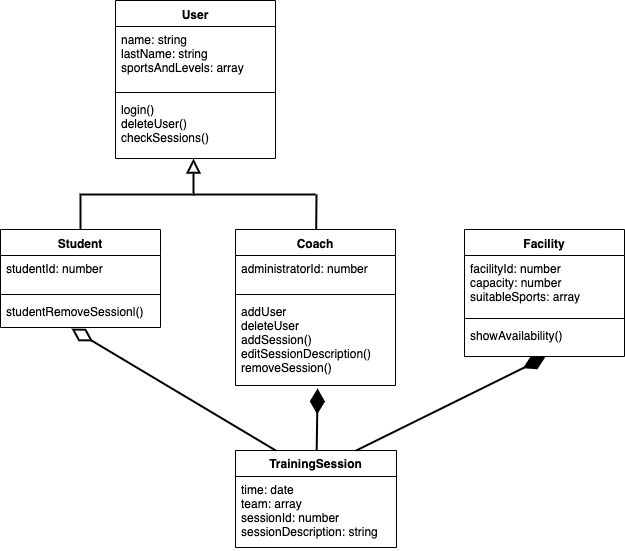 User
name: string
lastName: string
sportsAndLevels: array
login()
deleteUser()
checkSessions()
Student
studentId: number
studentRemoveSessionl()
Coach
administratorId: number
addUser
deleteUser
addSession()
editSessionDescription()
removeSession()
Facility
facilityId: number
capacity: number
suitableSports: array
showAvailability()
TrainingSession
time: date
team: array
sessionId: number
sessionDescription: string